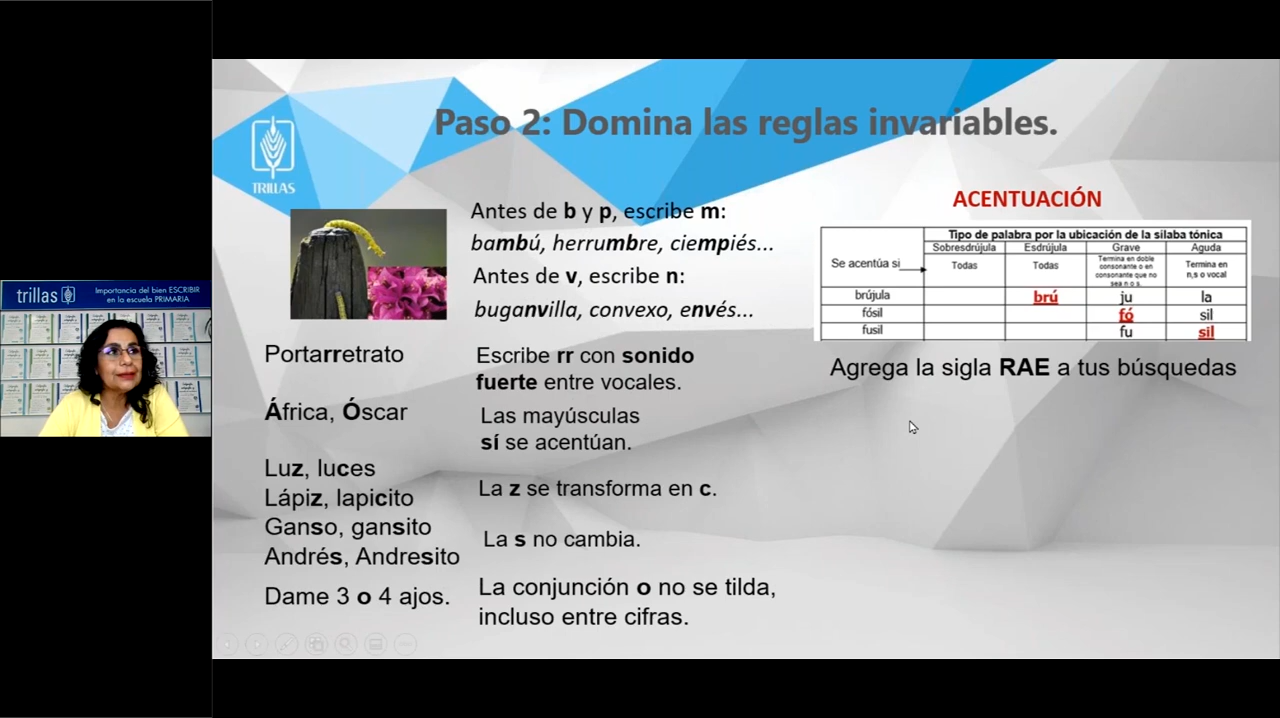 Paso 2: Domina las reglas invariables.
TRILLAS
Antes de b y p, escribe m:
bambú, herrumbre, ciempiés...
Antes de v, escribe n:
buganvilla, convexo, envés...
Portarretrato
Escribe rr con sonido
fuerte entre vocales.
África, Óscar
Las mayúsculas
sí se acentúan.
Luz, luces
Lápiz, lapicito
La z se transforma en c.
Ganso, gansito
Andrés, Andresito
La s no cambia.
Dame 3 o 4 ajos.
La conjunción o no se tilda,
incluso entre cifras.
ACENTUACIÓN
Tipo de palabra por la ubicación de la sílaba tónica
Se acentúa si
Sobresdrújula Esdrújula Grave Aguda
Todas
Todas
Termina en doble
consonante o en
consonante que no
sea n o s.
Termina en
n,s o vocal
brújula brú ju la
fósil fó sil
fusil fu sil
Agrega la sigla RAE a tus búsquedas
trillas
Importancia del bien ESCRIBIR
en la escuela PRIMARIA